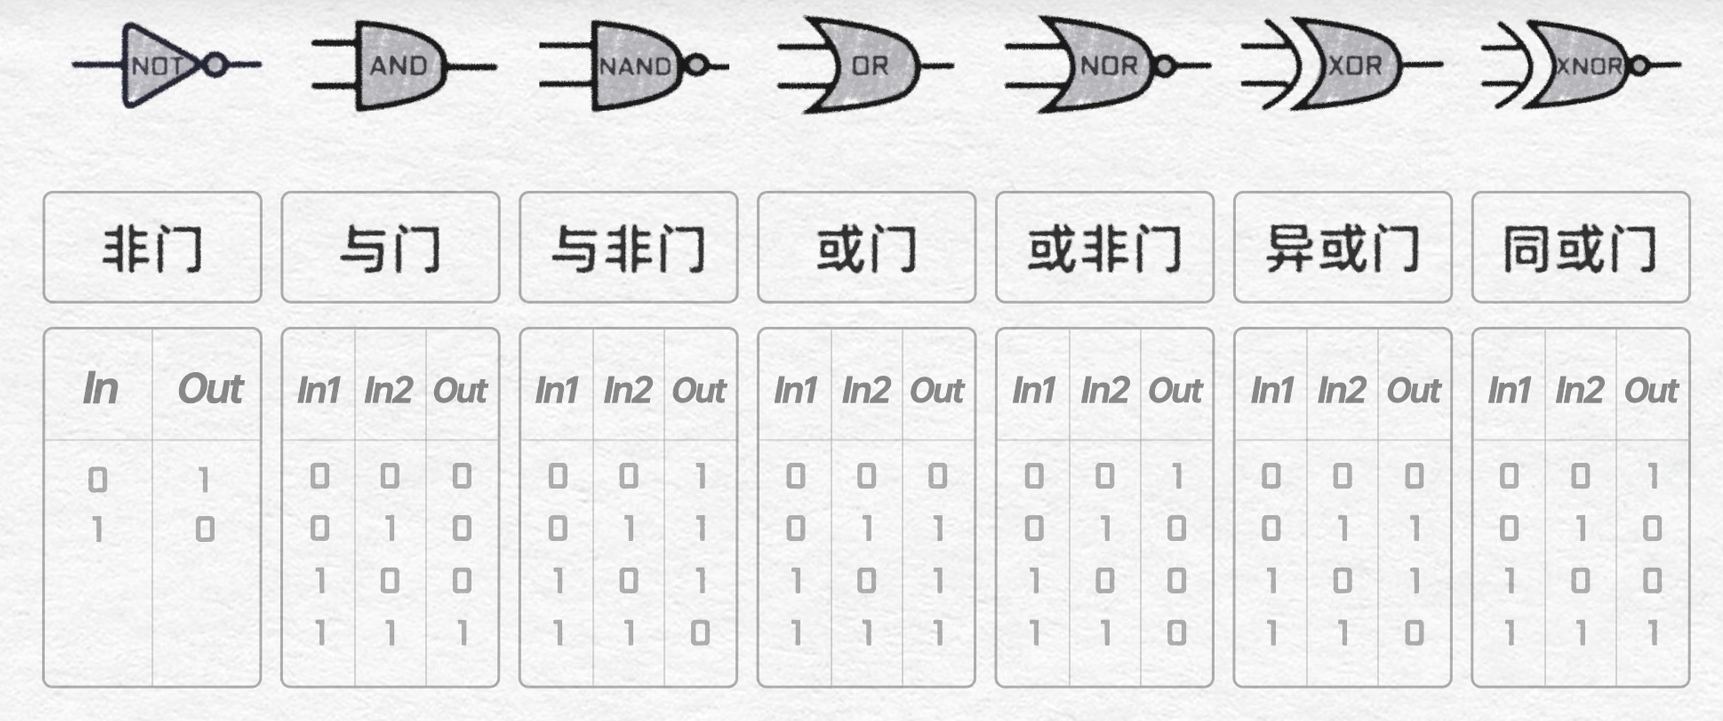 NOT AND NAND OR NOR XOR XNOR
非门 与门 与非门 或门 或非门 异或门 同或门
In Out In1 In2 Out In1 In2 Out In1 In2 Out In1 In2 Out In1 In2 Out In1 In2 Out
0 1 0 0 0 0 0 1 0 0 0 0 0 1 0 0 0 0 0 1
1 0 0 1 0 0 1 1 0 1 1 0 1 0 0 1 1 0 1 0
1 0 0 1 0 1 1 0 1 1 0 0 1 0 1 1 0 0
1 1 1 1 1 0 1 1 1 1 1 0 1 1 0 1 1 1